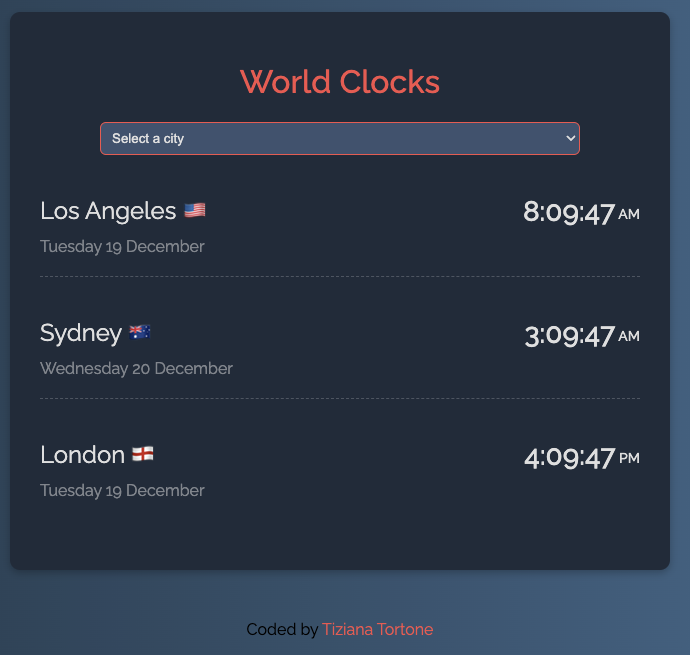 World Clocks
Select a city
Los Angeles 🇺🇸 8:09:47 AM
Tuesday 19 December
Sydney 🇦🇺 3:09:47 AM
Wednesday 20 December
London 🏴󠁧󠁢󠁥󠁮󠁧󠁿 4:09:47 PM
Tuesday 19 December
Coded by Tiziana Tortone